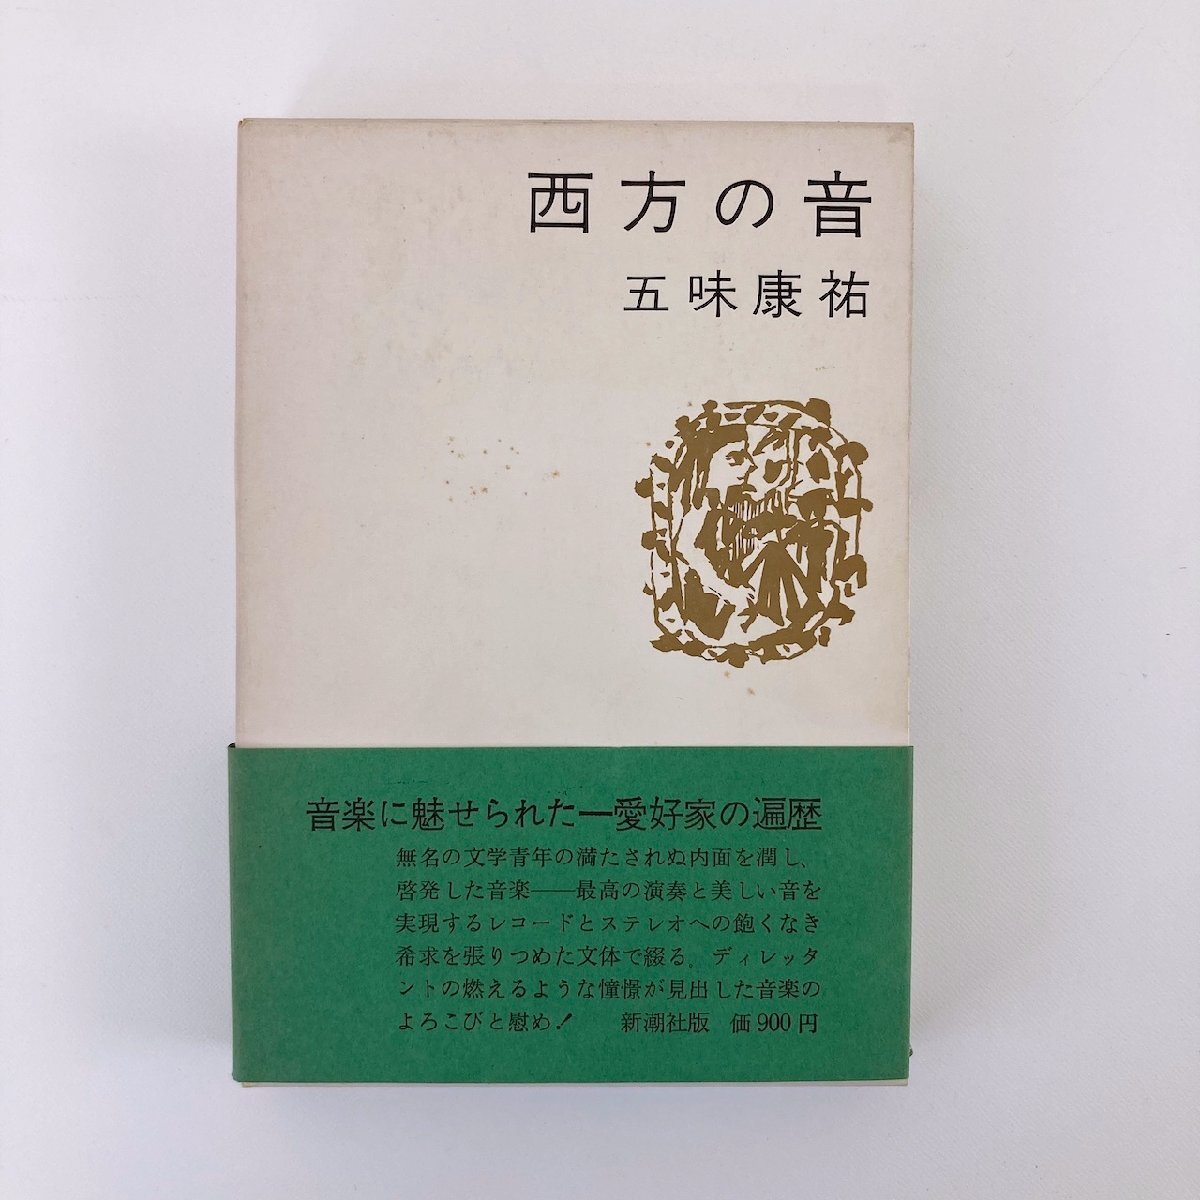 西方の音
五味康祐
音楽に魅せられた一愛好家の遍歴
無名の文学青年の満たされぬ内面を潤し、
啓発した音楽――最高の演奏と美しい音を
実現するレコードとステレオへの飽くなき
希求を張りつめた文体で綴る。ディレッタ
ントの燃えるような憧憬が見出した音楽の
よろこびと慰め! 新潮社版 価900円